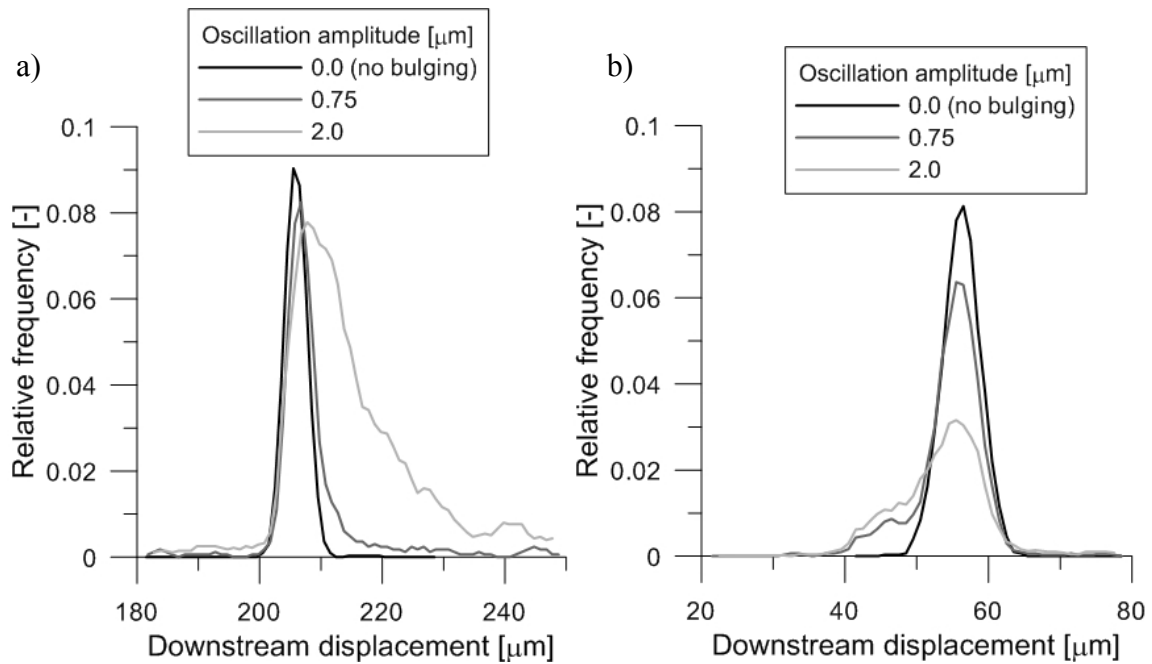 a)
Oscillation amplitude [μm]
0.0 (no bulging)
0.75
2.0
0.1
0.08
0.06
0.04
0.02
0
Relative frequency [-]
180
200
220
240
Downstream displacement [μm]
b)
Oscillation amplitude [μm]
0.0 (no bulging)
0.75
2.0
0.1
0.08
0.06
0.04
0.02
0
Relative frequency [-]
20
40
60
80
Downstream displacement [μm]